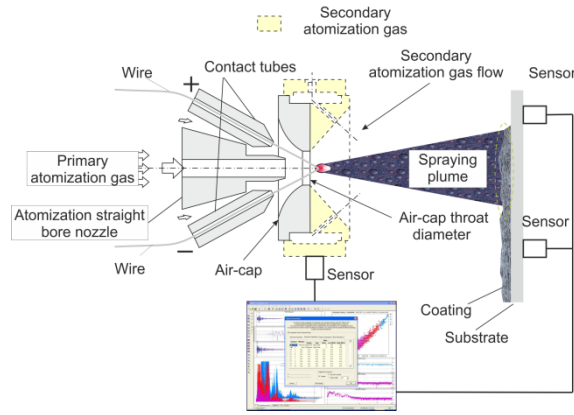 Secondary
atomization gas
Wire
+
Contact tubes
Secondary
atomization gas flow
Sensor
Primary
atomization gas
Spraying
plume
Atomization straight
bore nozzle
Air-cap throat
diameter
Sensor
Wire
–
Air-cap
Sensor
Coating
Substrate